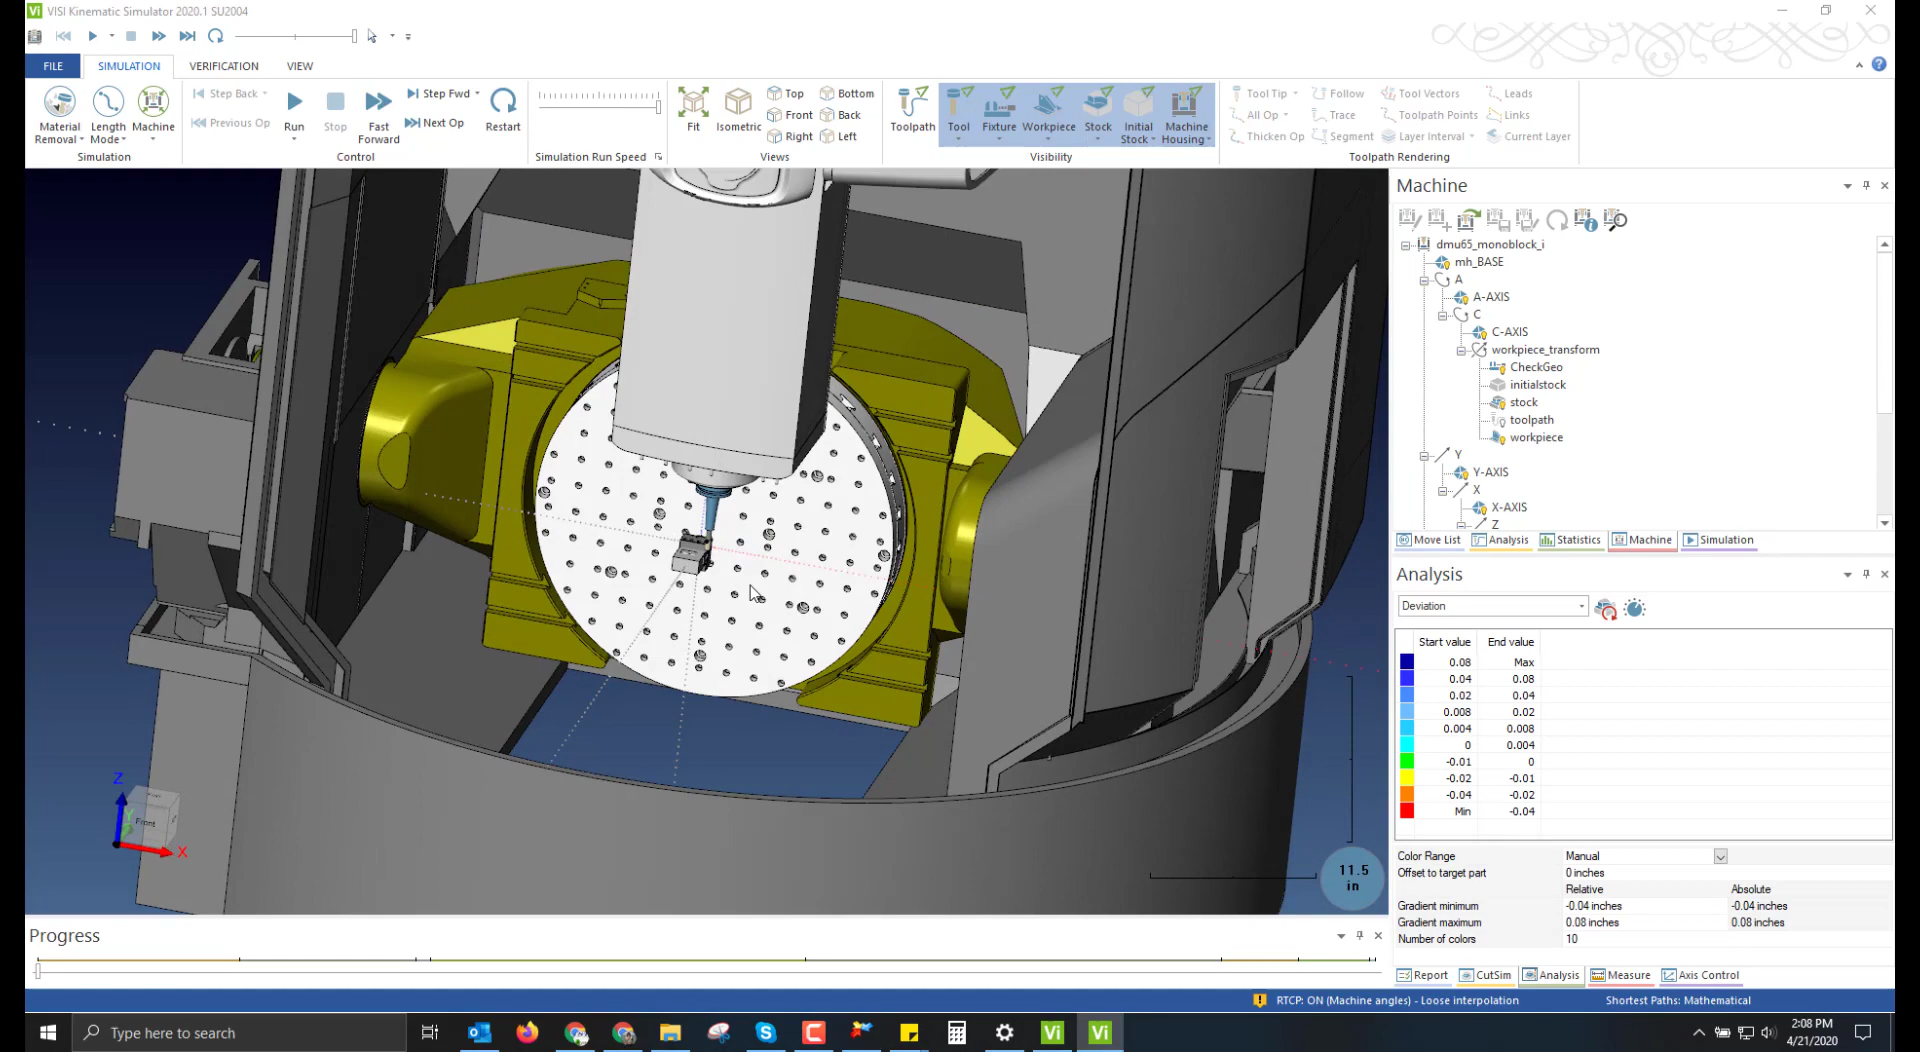 VISI Kinematic Simulator 2020.1 SU2004
FILE
SIMULATION
VERIFICATION
VIEW
Material Removal
Length Mode
Machine
Simulation
Step Back
Previous Op
Run
Stop
Fast Forward
Step Fwd
Next Op
Restart
Control
Simulation Run Speed
Fit
Isometric
Top
Front
Right
Bottom
Back
Left
Views
Toolpath
Tool
Fixture
Workpiece
Stock
Initial Stock
Machine Housing
Visibility
Tool Tip
All Op
Thicken Op
Follow
Trace
Segment
Tool Vectors
Toolpath Points
Layer Interval
Leads
Links
Current Layer
Toolpath Rendering
Machine
dmu65_monoblock_i
mh_BASE
A
A-AXIS
C
C-AXIS
workpiece_transform
CheckGeo
initialstock
stock
toolpath
workpiece
Y
Y-AXIS
X
X-AXIS
Z
Move List
Analysis
Statistics
Machine
Simulation
Analysis
Deviation
Start value End value
0.08 Max
0.04 0.08
0.02 0.04
0.008 0.02
0.004 0.008
0 0.004
-0.01 0
-0.02 -0.01
-0.04 -0.02
Min -0.04
Color Range Manual
Offset to target part 0 inches
Relative Absolute
Gradient minimum -0.04 inches -0.04 inches
Gradient maximum 0.08 inches 0.08 inches
Number of colors 10
Report
CutSim
Analysis
Measure
Axis Control
Z
Y
Front
X
11.5
in
Progress
RTCP: ON (Machine angles) - Loose interpolation
Shortest Paths: Mathematical
Type here to search
2:08 PM
4/21/2020